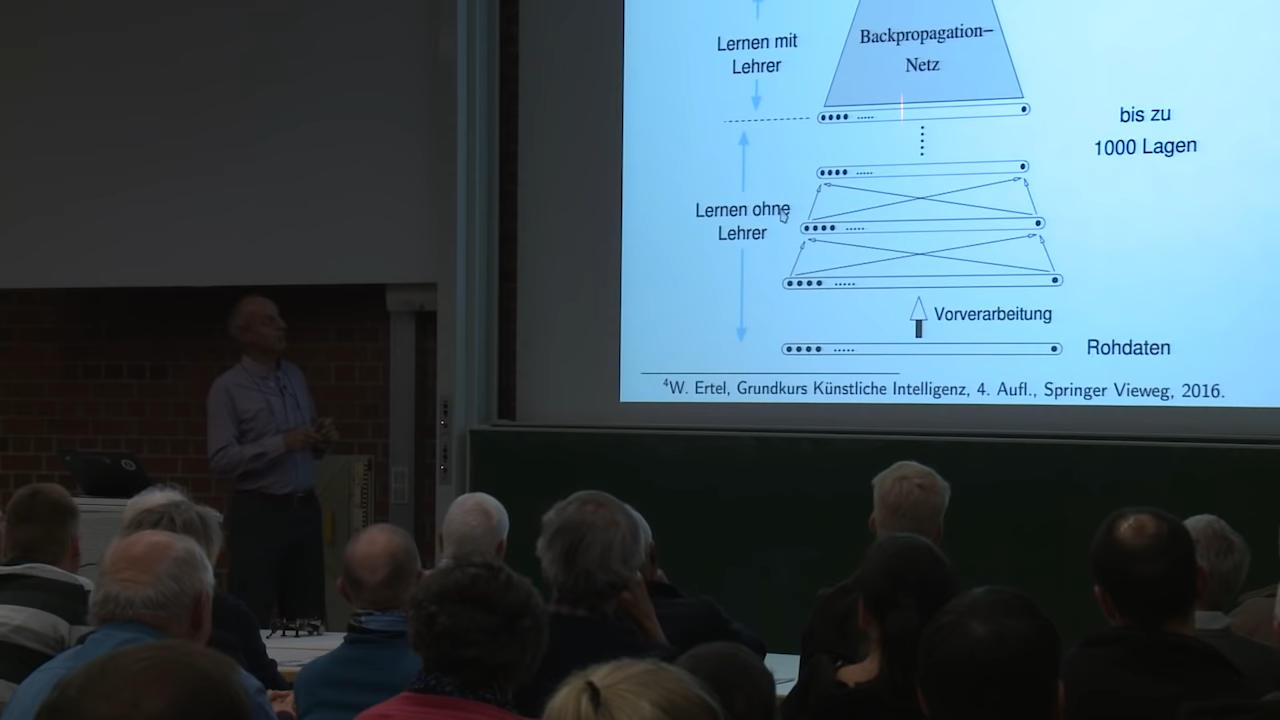 Lernen mit
Lehrer
Backpropagation–
Netz
bis zu
1000 Lagen
Lernen ohne
Lehrer
Vorverarbeitung
Rohdaten
⁴W. Ertel, Grundkurs Künstliche Intelligenz, 4. Aufl., Springer Vieweg, 2016.